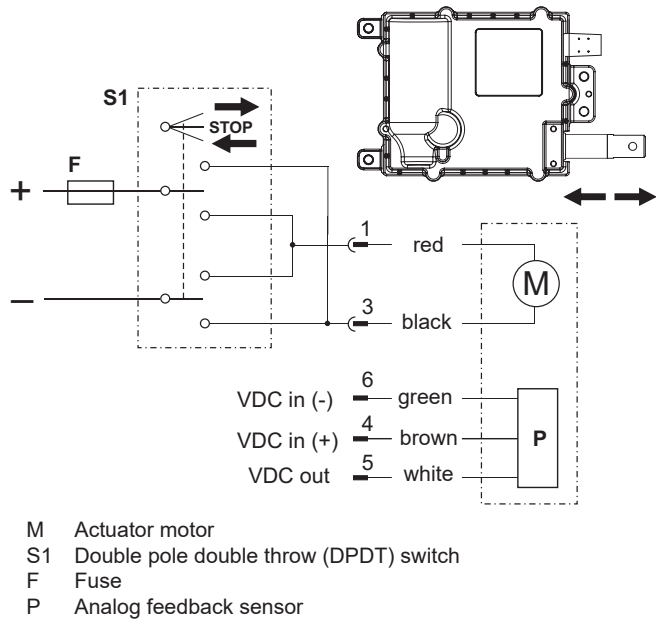 S1
STOP
F
+
–
1 red
M
3 black
VDC in (-) 6 green
VDC in (+) 4 brown P
VDC out 5 white
M Actuator motor
S1 Double pole double throw (DPDT) switch
F Fuse
P Analog feedback sensor